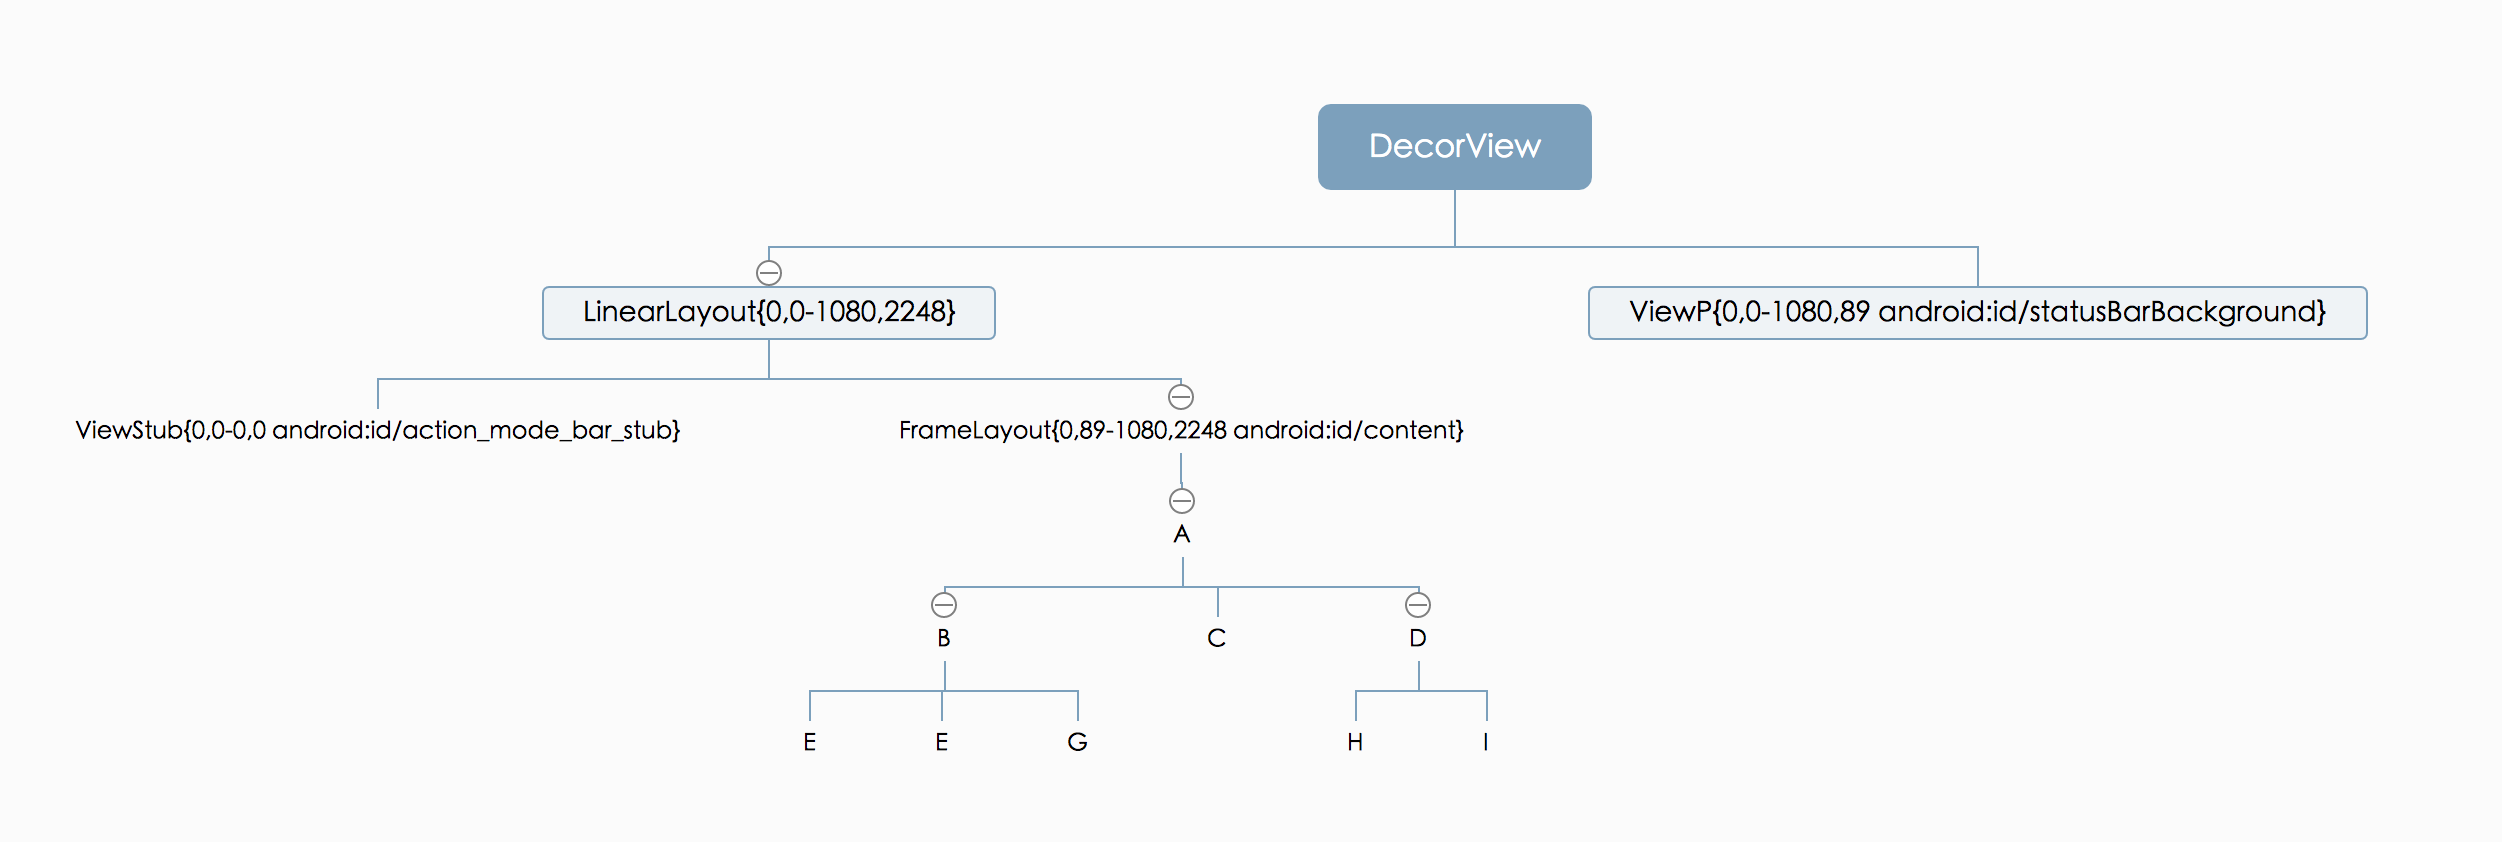 DecorView
LinearLayout{0,0-1080,2248}
ViewP{0,0-1080,89 android:id/statusBarBackground}
ViewStub{0,0-0,0 android:id/action_mode_bar_stub}
FrameLayout{0,89-1080,2248 android:id/content}
A
B
C
D
E
E
G
H
I